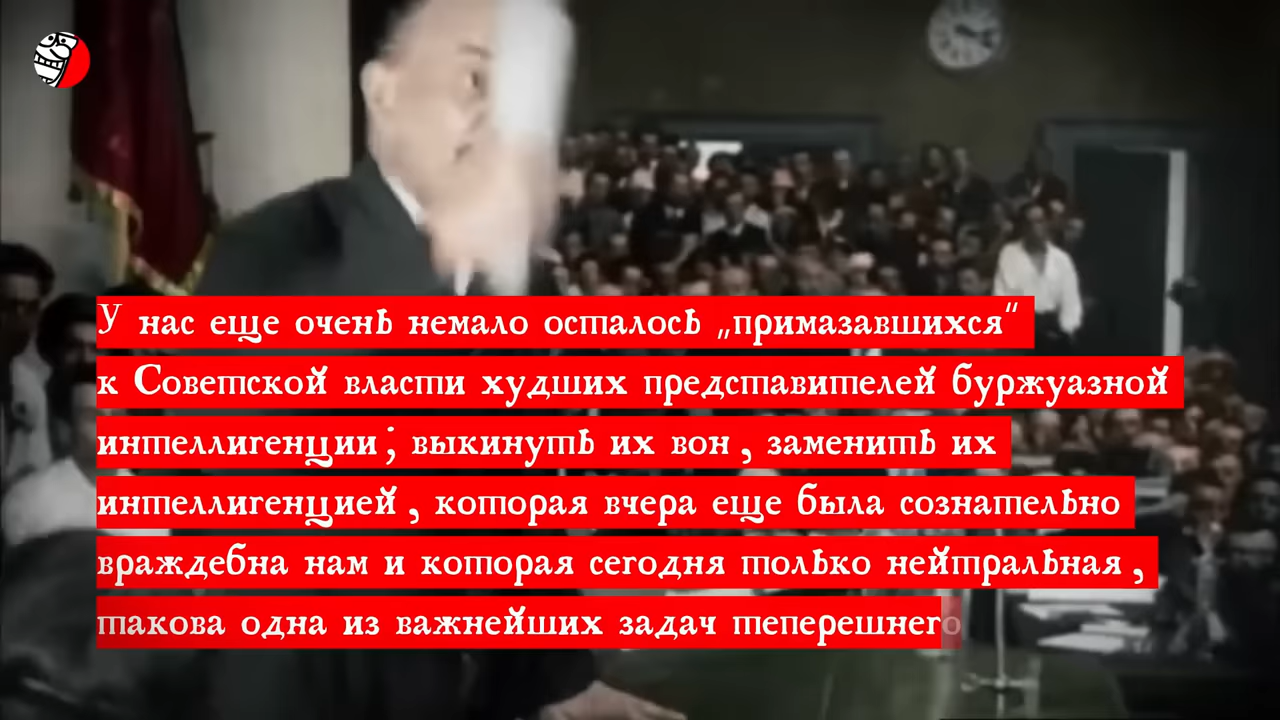 У нас еще очень немало осталось „примазавшихся“
к Советской власти худших представителей буржуазной
интеллигенции; выкинуть их вон, заменить их
интеллигенцией, которая вчера еще была сознательно
враждебна нам и которая сегодня только нейтральная,
такова одна из важнейших задач теперешнего